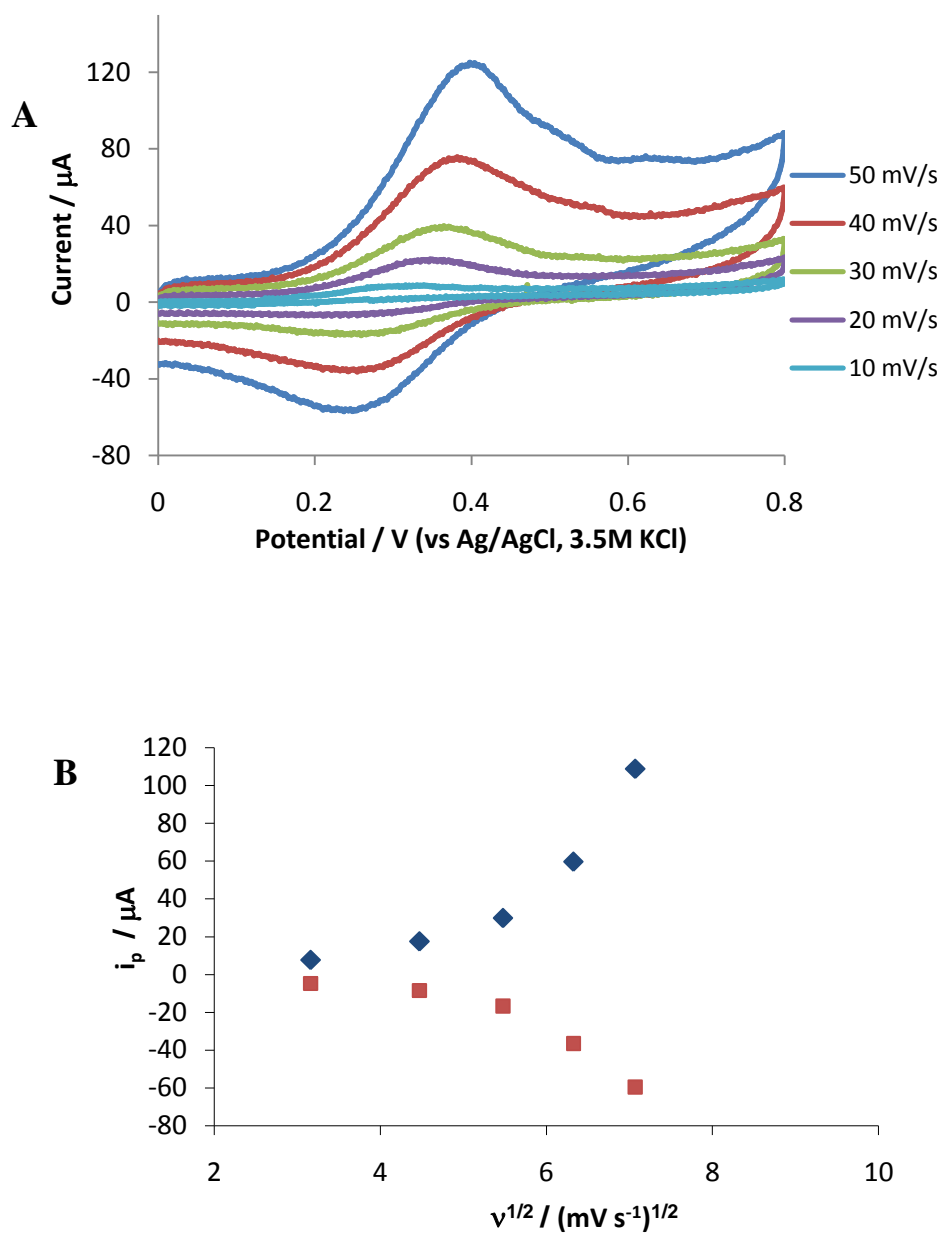 A
Current / µA
120
80
40
0
-40
-80
0
0.2
0.4
0.6
0.8
Potential / V (vs Ag/AgCl, 3.5M KCl)
50 mV/s
40 mV/s
30 mV/s
20 mV/s
10 mV/s
B
i_p / µA
120
100
80
60
40
20
0
-20
-40
-60
-80
2
4
6
8
10
ν^1/2 / (mV s^-1)^1/2